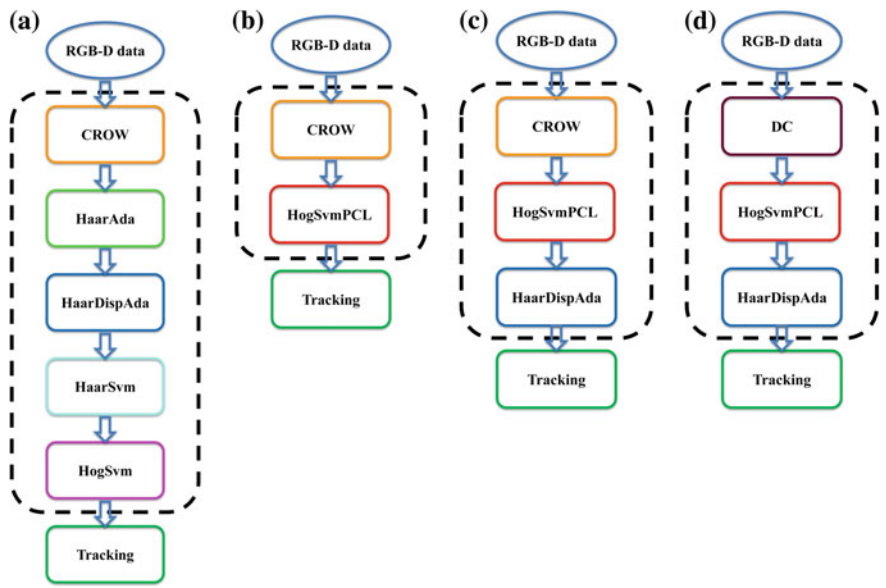 (a)
RGB-D data
CROW
HaarAda
HaarDispAda
HaarSvm
HogSvm
Tracking
(b)
RGB-D data
CROW
HogSvmPCL
Tracking
(c)
RGB-D data
CROW
HogSvmPCL
HaarDispAda
Tracking
(d)
RGB-D data
DC
HogSvmPCL
HaarDispAda
Tracking